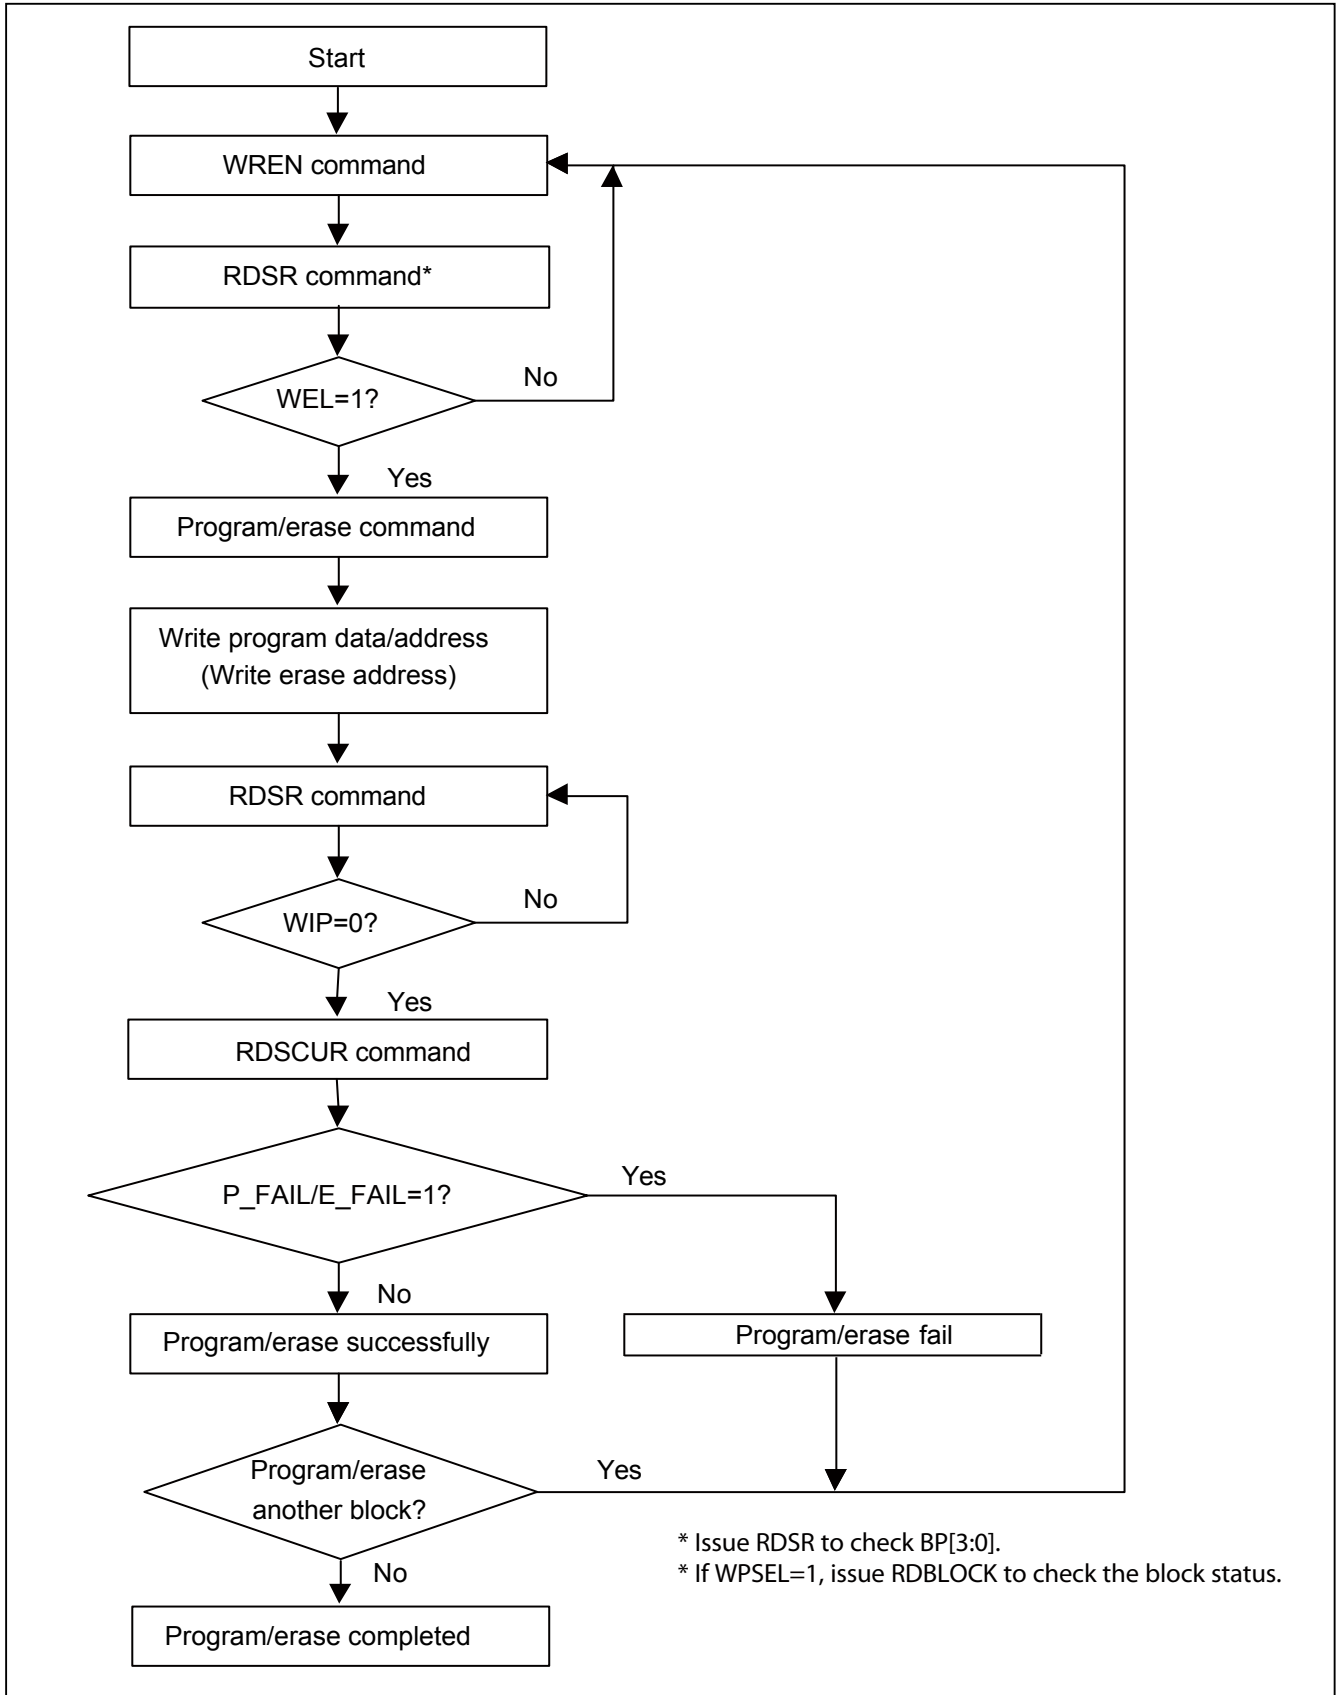 Start
WREN command
RDSR command*
WEL=1?
No
Yes
Program/erase command
Write program data/address
(Write erase address)
RDSR command
WIP=0?
No
Yes
RDSCUR command
P_FAIL/E_FAIL=1?
Yes
No
Program/erase successfully
Program/erase fail
Program/erase
another block?
Yes
* Issue RDSR to check BP[3:0].
* If WPSEL=1, issue RDBLOCK to check the block status.
No
Program/erase completed